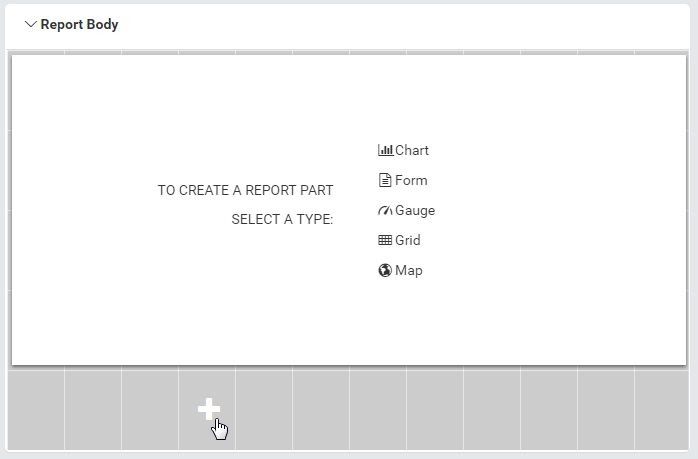 Report Body
TO CREATE A REPORT PART
SELECT A TYPE:
Chart
Form
Gauge
Grid
Map